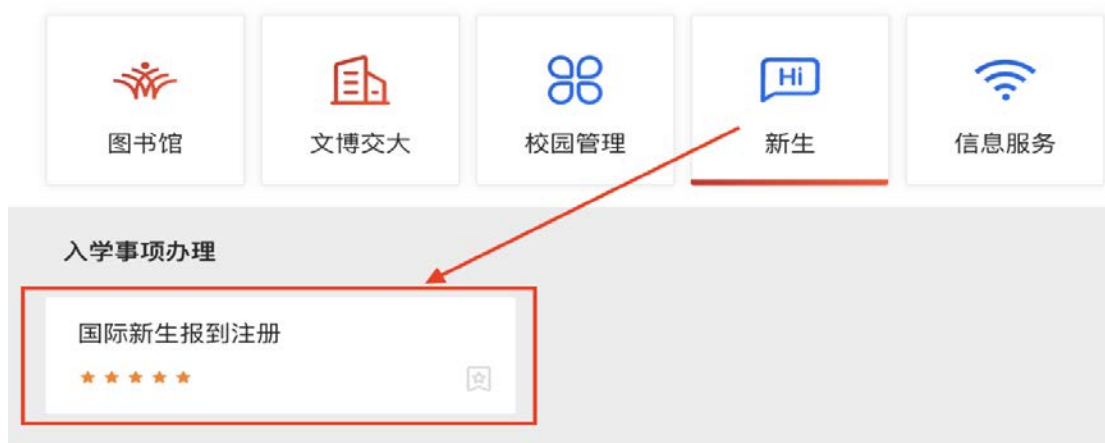 Hi
图书馆
文博交大
校园管理
新生
信息服务
入学事项办理
国际新生报到注册